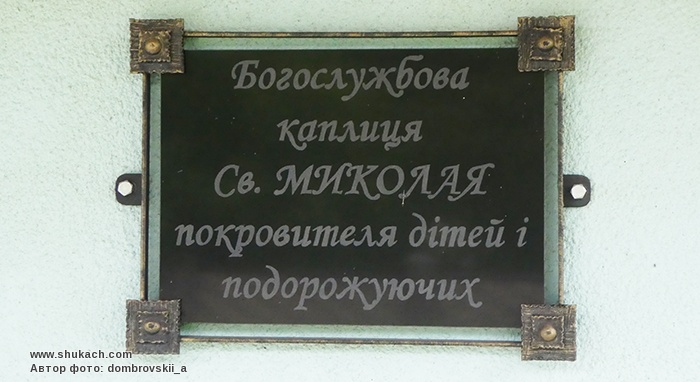 Богослужбова
каплиця
Св. МИКОЛАЯ
покровителя дітей і
подорожуючих
www.shukach.com
Автор фото: dombrovskii_a